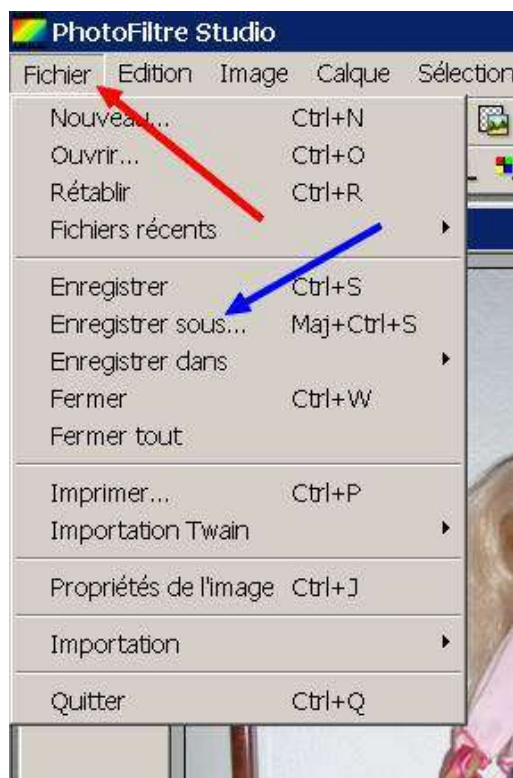 PhotoFiltre Studio
Fichier Edition Image Calque Sélection
Nouveau... Ctrl+N
Ouvrir... Ctrl+O
Rétablir Ctrl+R
Fichiers récents
Enregistrer Ctrl+S
Enregistrer sous... Maj+Ctrl+S
Enregistrer dans
Fermer Ctrl+W
Fermer tout
Imprimer... Ctrl+P
Importation Twain
Propriétés de l'image Ctrl+J
Importation
Quitter Ctrl+Q